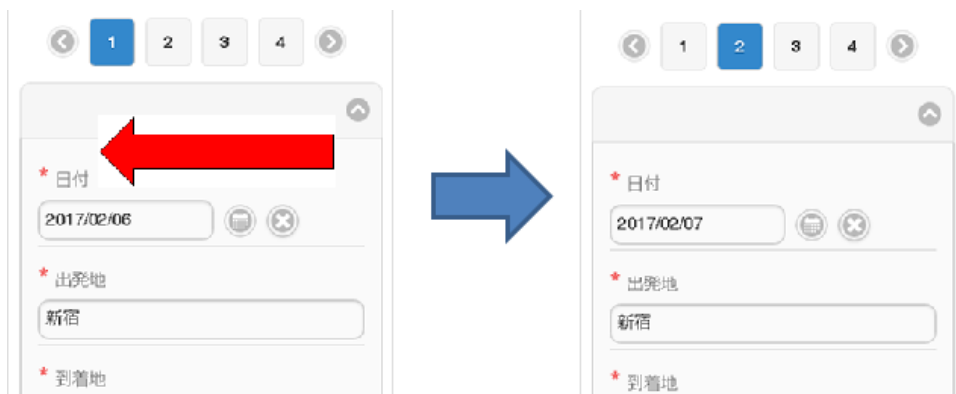 1 2 3 4
* 日付
2017/02/06
* 出発地
新宿
* 到着地
1 2 3 4
* 日付
2017/02/07
* 出発地
新宿
* 到着地